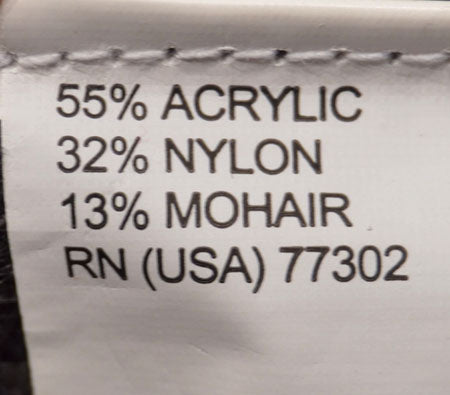 55% ACRYLIC
32% NYLON
13% MOHAIR
RN (USA) 77302